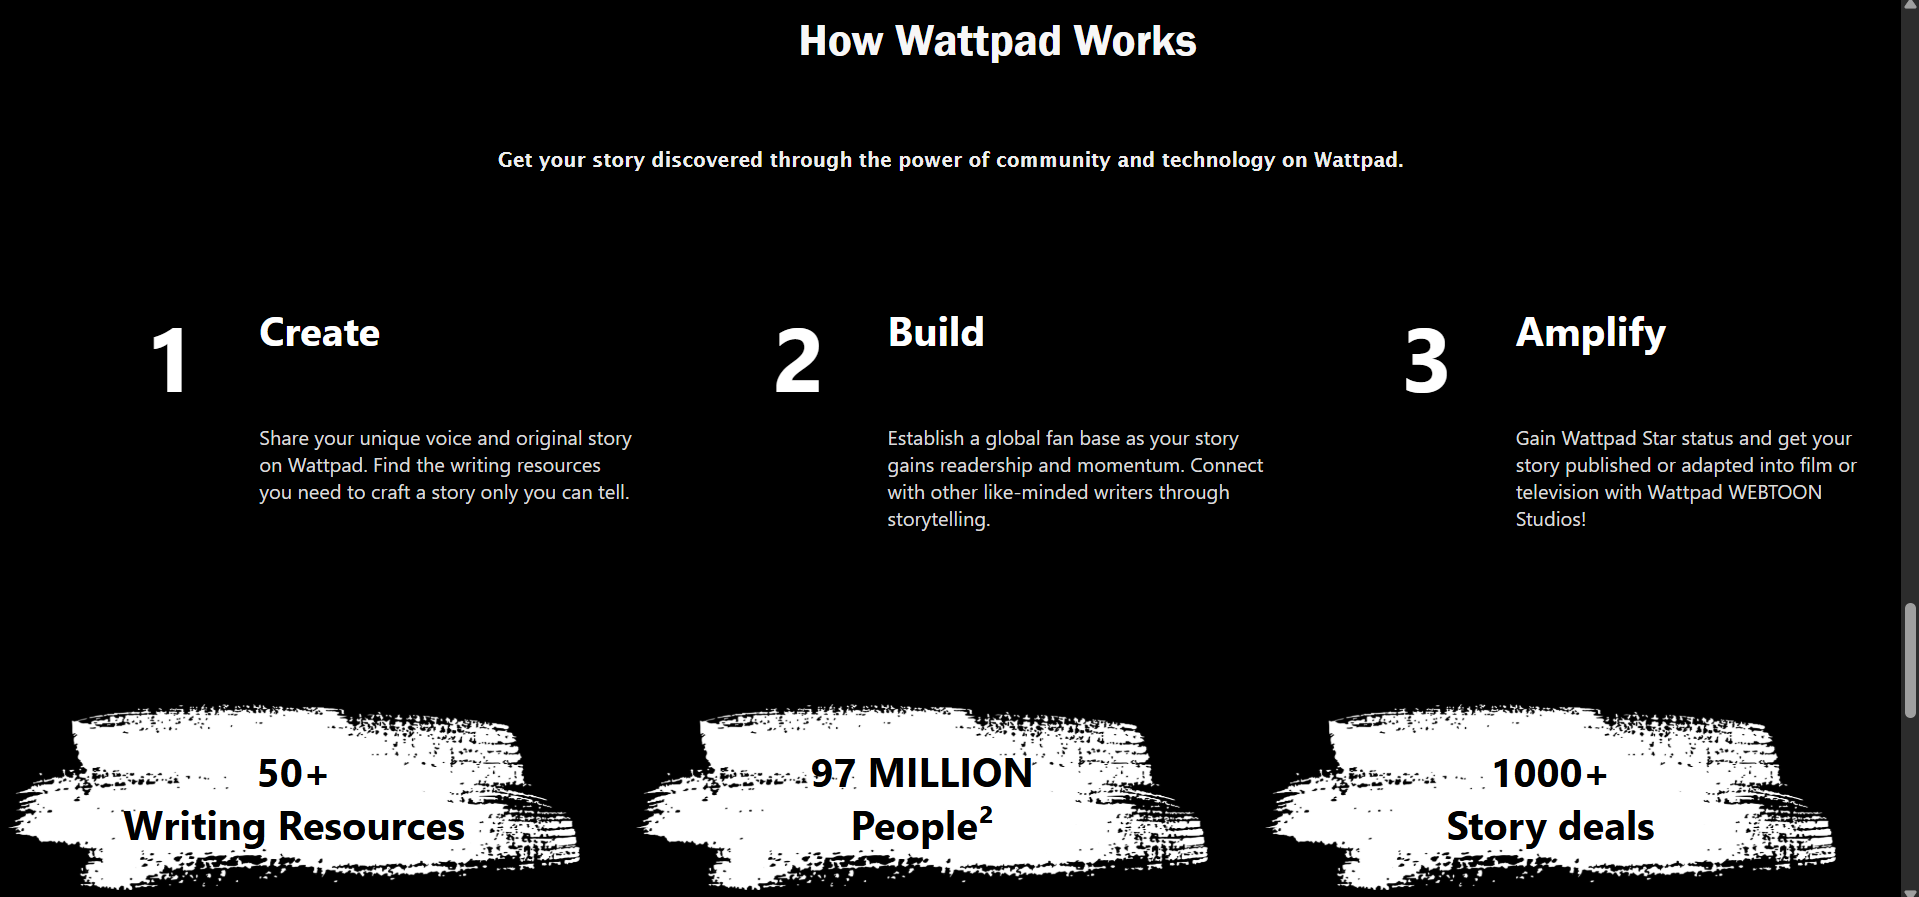 How Wattpad Works
Get your story discovered through the power of community and technology on Wattpad.
1
Create
Share your unique voice and original story
on Wattpad. Find the writing resources
you need to craft a story only you can tell.
2
Build
Establish a global fan base as your story
gains readership and momentum. Connect
with other like-minded writers through
storytelling.
3
Amplify
Gain Wattpad Star status and get your
story published or adapted into film or
television with Wattpad WEBTOON
Studios!
50+
Writing Resources
97 MILLION
People²
1000+
Story deals